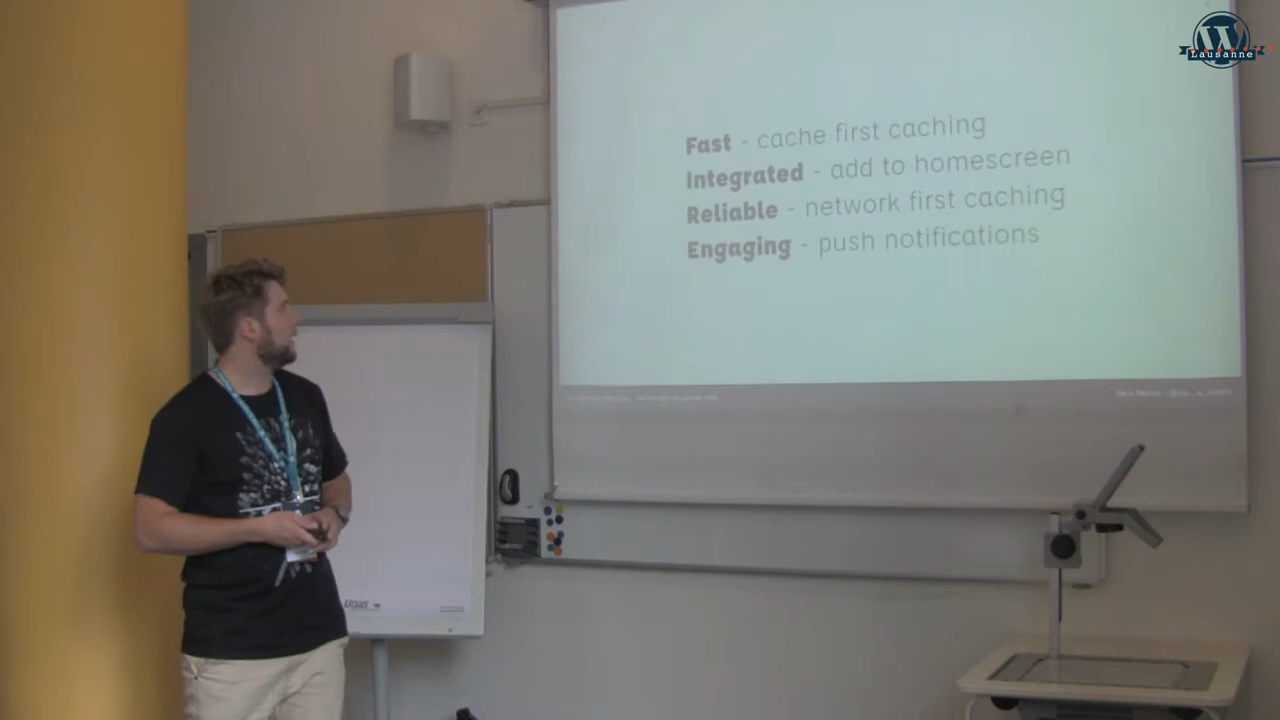 W
Lausanne
Fast - cache first caching
Integrated - add to homescreen
Reliable - network first caching
Engaging - push notifications